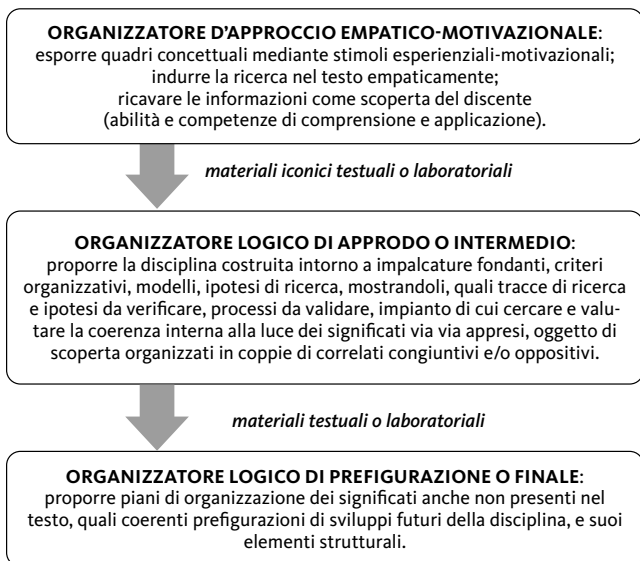 ORGANIZZATORE D’APPROCCIO EMPATICO-MOTIVAZIONALE:
esporre quadri concettuali mediante stimoli esperienziali-motivazionali;
indurre la ricerca nel testo empaticamente;
ricavare le informazioni come scoperta del discente
(abilità e competenze di comprensione e applicazione).
materiali iconici testuali o laboratoriali
ORGANIZZATORE LOGICO DI APPRODO O INTERMEDIO:
proporre la disciplina costruita intorno a impalcature fondanti, criteri
organizzativi, modelli, ipotesi di ricerca, mostrandoli, quali tracce di ricerca
e ipotesi da verificare, processi da validare, impianto di cui cercare e valu-
tare la coerenza interna alla luce dei significati via via appresi, oggetto di
scoperta organizzati in coppie di correlati congiuntivi e/o oppositivi.
materiali testuali o laboratoriali
ORGANIZZATORE LOGICO DI PREFIGURAZIONE O FINALE:
proporre piani di organizzazione dei significati anche non presenti nel
testo, quali coerenti prefigurazioni di sviluppi futuri della disciplina, e suoi
elementi strutturali.